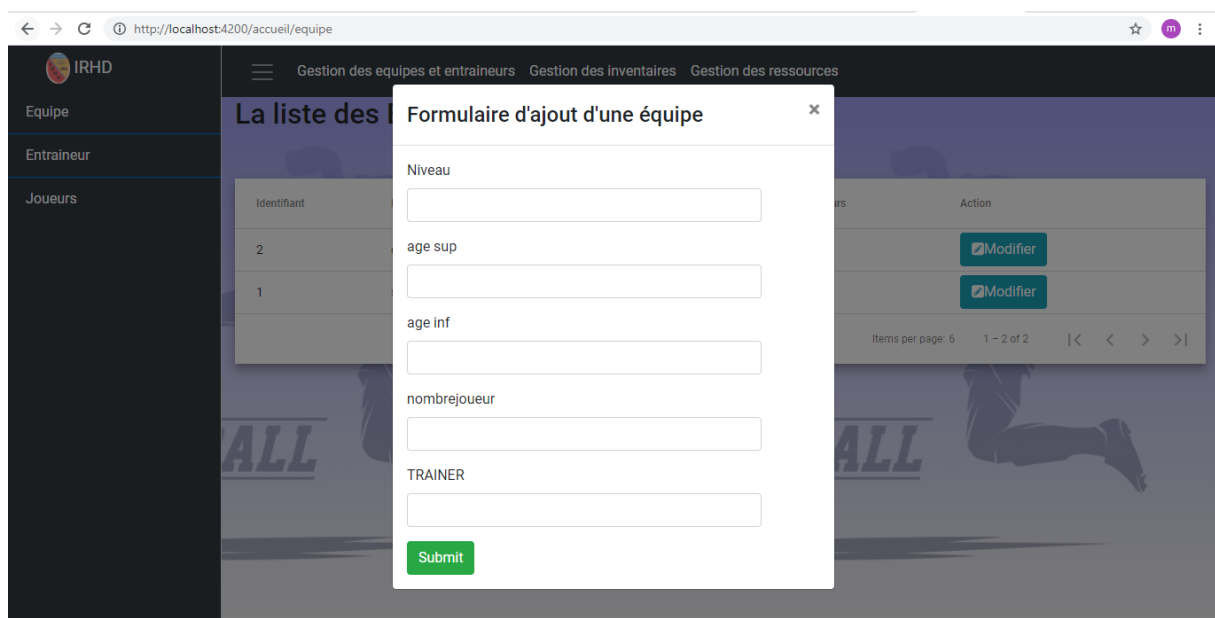 http://localhost:4200/accueil/equipe
m
IRHD
Gestion des equipes et entraineurs Gestion des inventaires Gestion des ressources
Equipe
Entraineur
Joueurs
La liste des
Formulaire d'ajout d'une équipe
×
Niveau
age sup
age inf
nombrejoueur
TRAINER
Submit
Identifiant
urs
Action
2
Modifier
1
Modifier
Items per page: 6
1 – 2 of 2
ALL
ALL